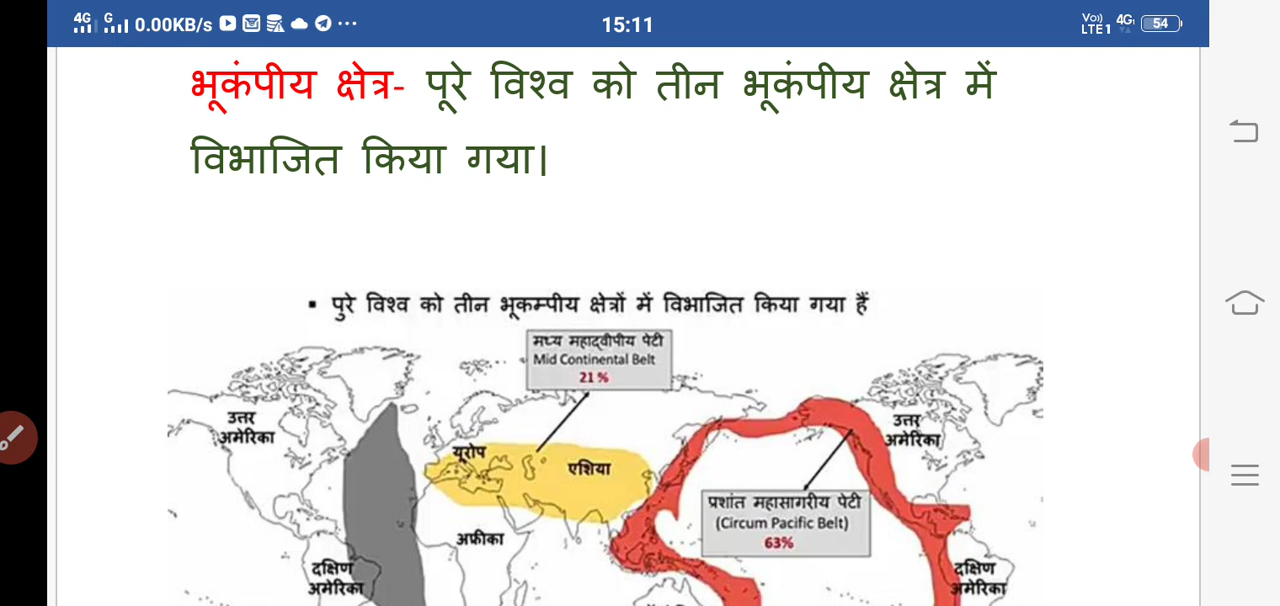 4G G 0.00KB/s 15:11 Vo) LTE1 4G 54
भूकंपीय क्षेत्र- पूरे विश्व को तीन भूकंपीय क्षेत्र में
विभाजित किया गया।
▪ पुरे विश्व को तीन भूकम्पीय क्षेत्रों में विभाजित किया गया हैं
मध्य महाद्वीपीय पेटी
Mid Continental Belt
21 %
उत्तर
अमेरिका
यूरोप
एशिया
उत्तर
अमेरिका
प्रशांत महासागरीय पेटी
(Circum Pacific Belt)
63%
अफ्रीका
दक्षिण
अमेरिका
दक्षिण
अमेरिका